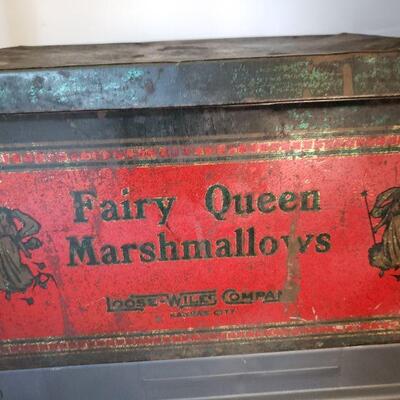 Fairy Queen
Marshmallows
LOOSE-WILES COMPANY
KANSAS CITY